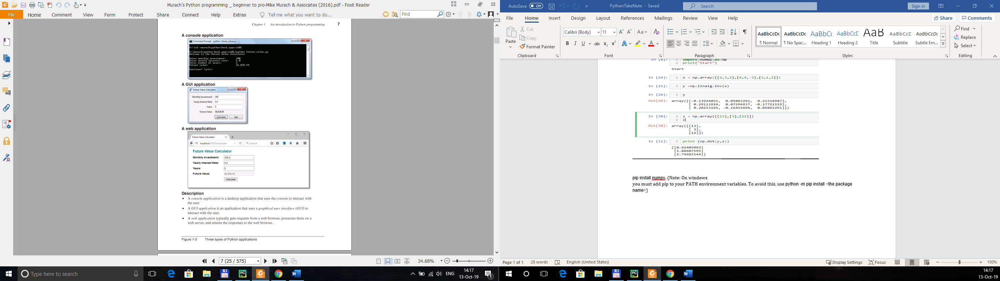 Murach's Python programming _ beginner to pro-Mike Murach & Associates (2016).pdf - Foxit Reader
File Home Comment View Form Protect Share Connect Help Extras Tell me what you want to do... Find
Chapter 1 An introduction to Python programming 7
A console application
Command Prompt - python future_value.py
C:\>cd \murach\python\book_apps\ch01
C:\murach\python\book_apps\ch01>python future_value.py
Welcome to the Future Value Calculator
Enter monthly investment: 100
Enter yearly interest rate: 5.0
Enter number of years: 5
Future value: $6,828.94
Continue? (y/n):
A GUI application
Future Value Calculator
Monthly Investment: 100
Yearly Interest Rate: 5.0
Years: 5
Future Value: $6,828.94
Calculate Exit
A web application
Future Value Calculator
localhost:5000/calculate Search
Future Value Calculator
Monthly Investment: 100.0
Yearly Interest Rate: 5.0
Years: 5
Future Value: $6,828.94
Calculate
Description
• A console application is a desktop application that uses the console to interact with
the user.
• A GUI application is an application that uses a graphical user interface (GUI) to
interact with the user.
• A web application typically gets requests from a web browser, processes them on a
web server, and returns the responses to the web browser.
Figure 1-2 Three types of Python applications
7 (25 / 575) 34.68%
Type here to search ENG 14:17
13-Oct-19 1
AutoSave Off PythonTakeNote - Saved Search Sign in
File Home Insert Design Layout References Mailings Review View Help Share Comments
Paste Cut
Copy
Format Painter
Clipboard
Calibri (Body) 11
Font
Paragraph
AaBbCcDc AaBbCcDc AaBbCc AaBbCcC AaB AaBbCcC AaBbCcDc
¶ Normal ¶ No Spac... Heading 1 Heading 2 Title Subtitle Subtle Em...
Styles
Find
Replace
Select
Editing
In [8]: 1 import numpy as np
2 print("Start")
Start
In [24]: 1 x = np.array([[2,3,2],[4,4,-3],[5,1,2]])
In [25]: 1 y =np.linalg.inv(x)
In [26]: 1 y
Out[26]: array([[-0.13924051, 0.05063291, 0.21518987],
[ 0.29113924, 0.07594937, -0.17721519],
[ 0.20253165, -0.16455696, 0.05063291]])
In [30]: 1 z = np.array([[13],[3],[12]])
2 z
Out[30]: array([[13],
[ 3],
[12]])
In [31]: 1 print (np.dot(y,z))
[[0.92405063]
[1.88607595]
[2.74683544]]
pip install numpy. (Note: On windows
you must add pip to your PATH environment variables. To avoid this, use python -m pip install <the package
name>)
Page 1 of 1 28 words English (United States) Display Settings Focus 100%
14:17
13-Oct-19